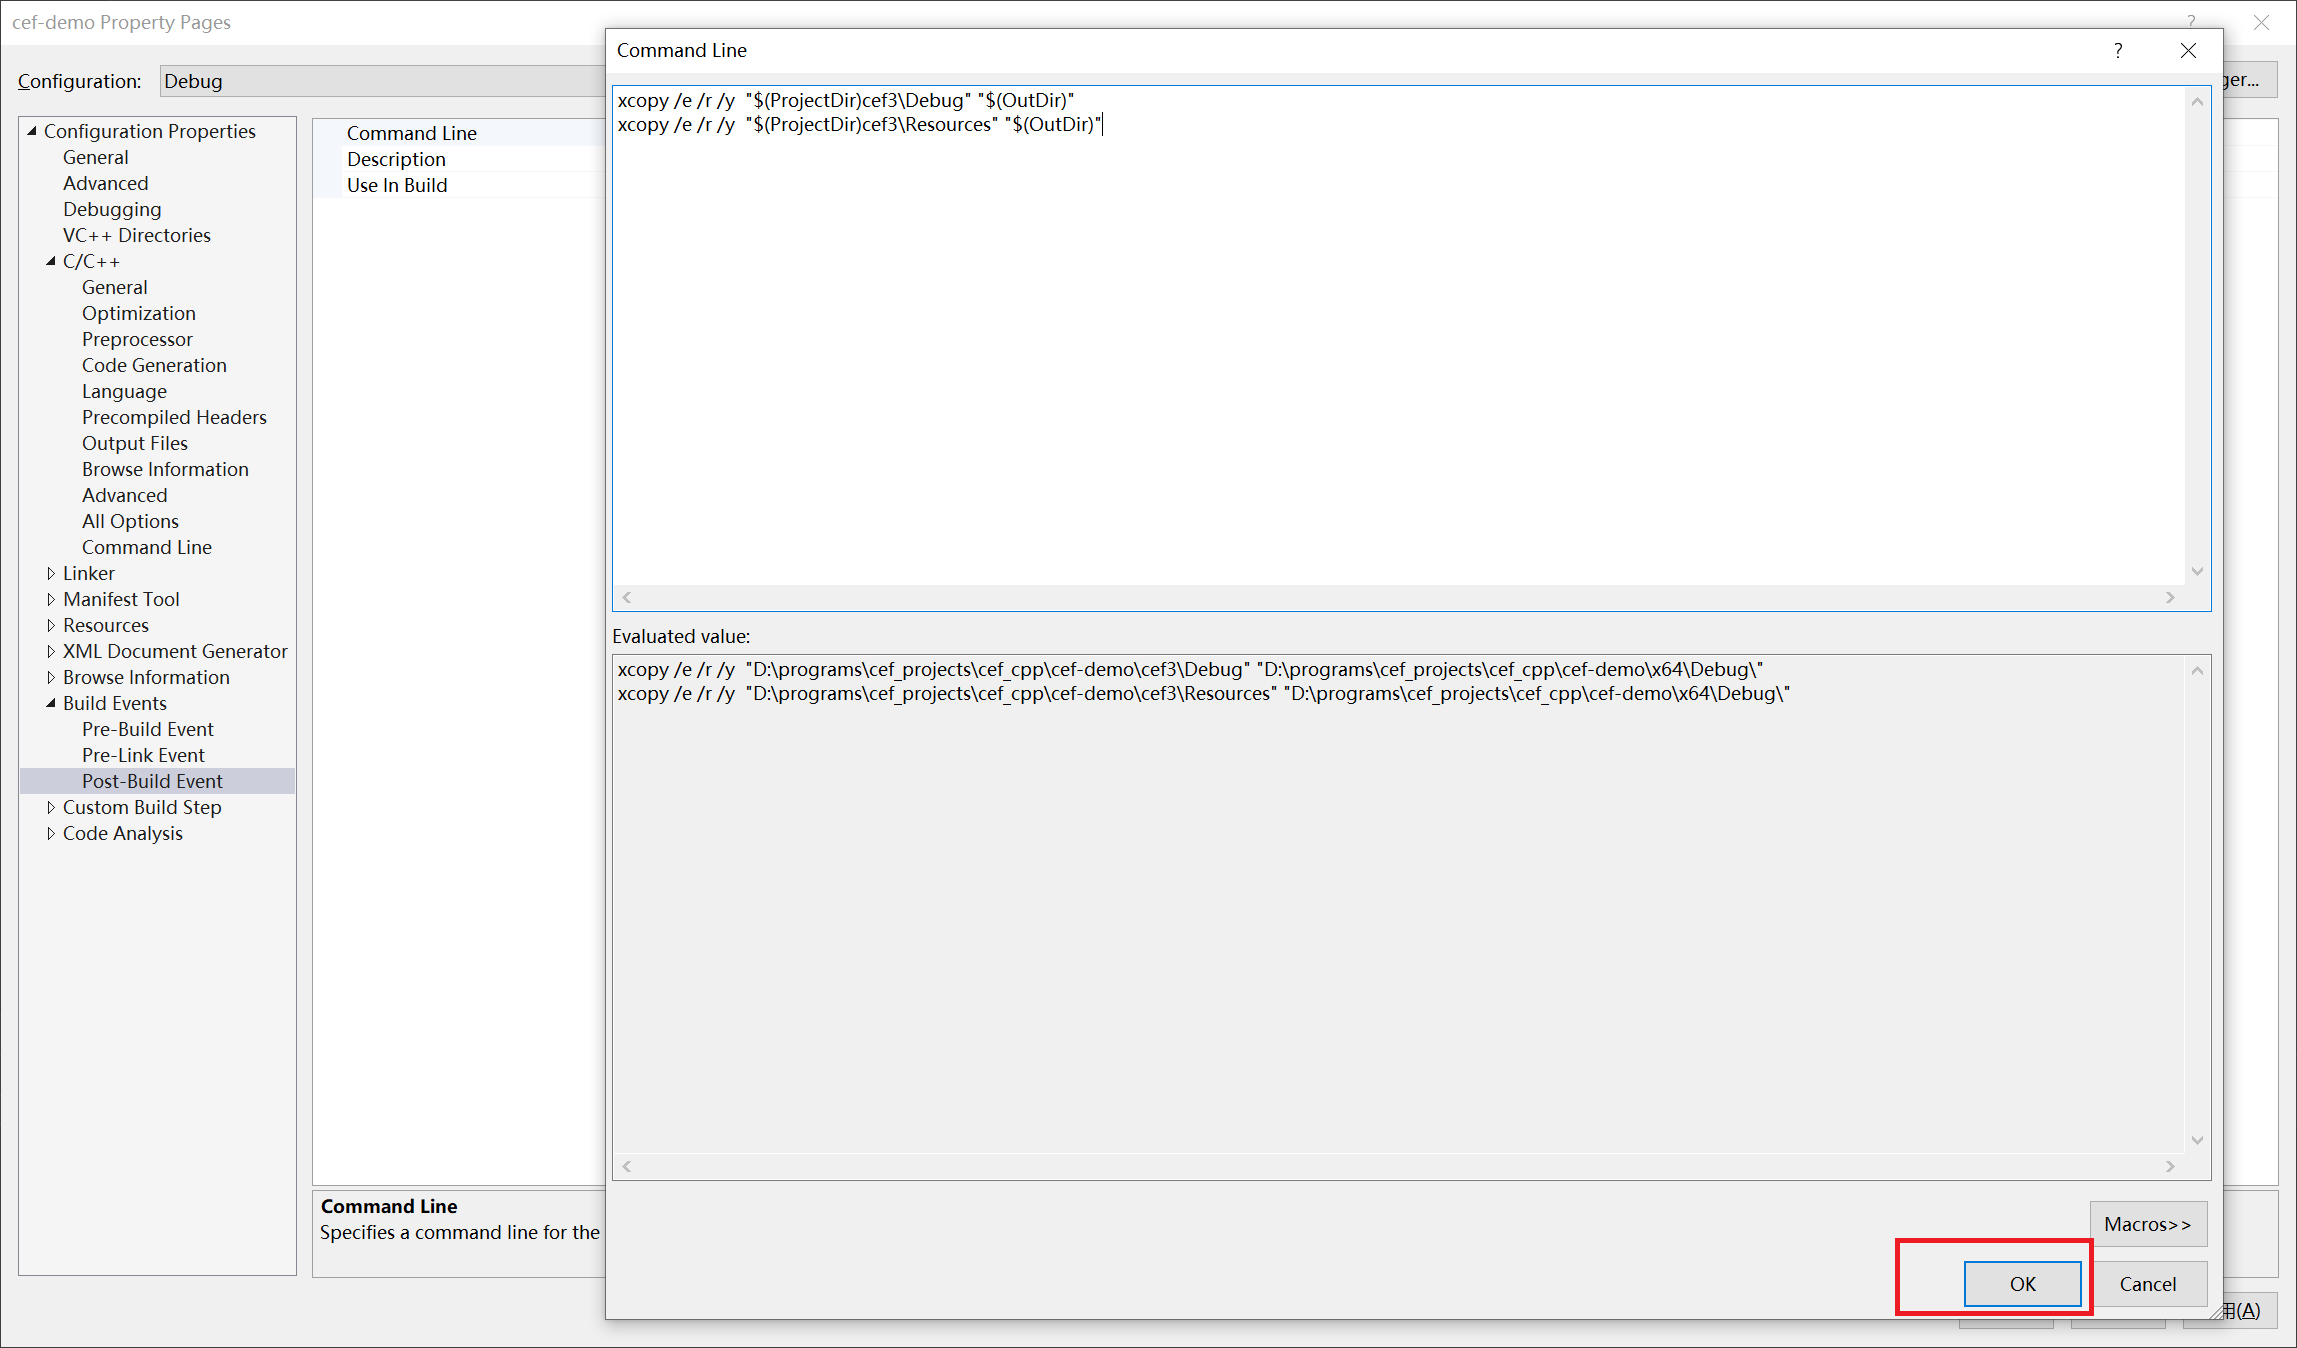 cef-demo Property Pages
?
Configuration:
Debug
ger...
Configuration Properties
General
Advanced
Debugging
VC++ Directories
C/C++
General
Optimization
Preprocessor
Code Generation
Language
Precompiled Headers
Output Files
Browse Information
Advanced
All Options
Command Line
Linker
Manifest Tool
Resources
XML Document Generator
Browse Information
Build Events
Pre-Build Event
Pre-Link Event
Post-Build Event
Custom Build Step
Code Analysis
Command Line
Description
Use In Build
Command Line
Specifies a command line for the
Command Line
?
xcopy /e /r /y  "$(ProjectDir)cef3\Debug" "$(OutDir)"
xcopy /e /r /y  "$(ProjectDir)cef3\Resources" "$(OutDir)"
Evaluated value:
xcopy /e /r /y  "D:\programs\cef_projects\cef_cpp\cef-demo\cef3\Debug" "D:\programs\cef_projects\cef_cpp\cef-demo\x64\Debug\"
xcopy /e /r /y  "D:\programs\cef_projects\cef_cpp\cef-demo\cef3\Resources" "D:\programs\cef_projects\cef_cpp\cef-demo\x64\Debug\"
Macros>>
OK
Cancel
用(A)